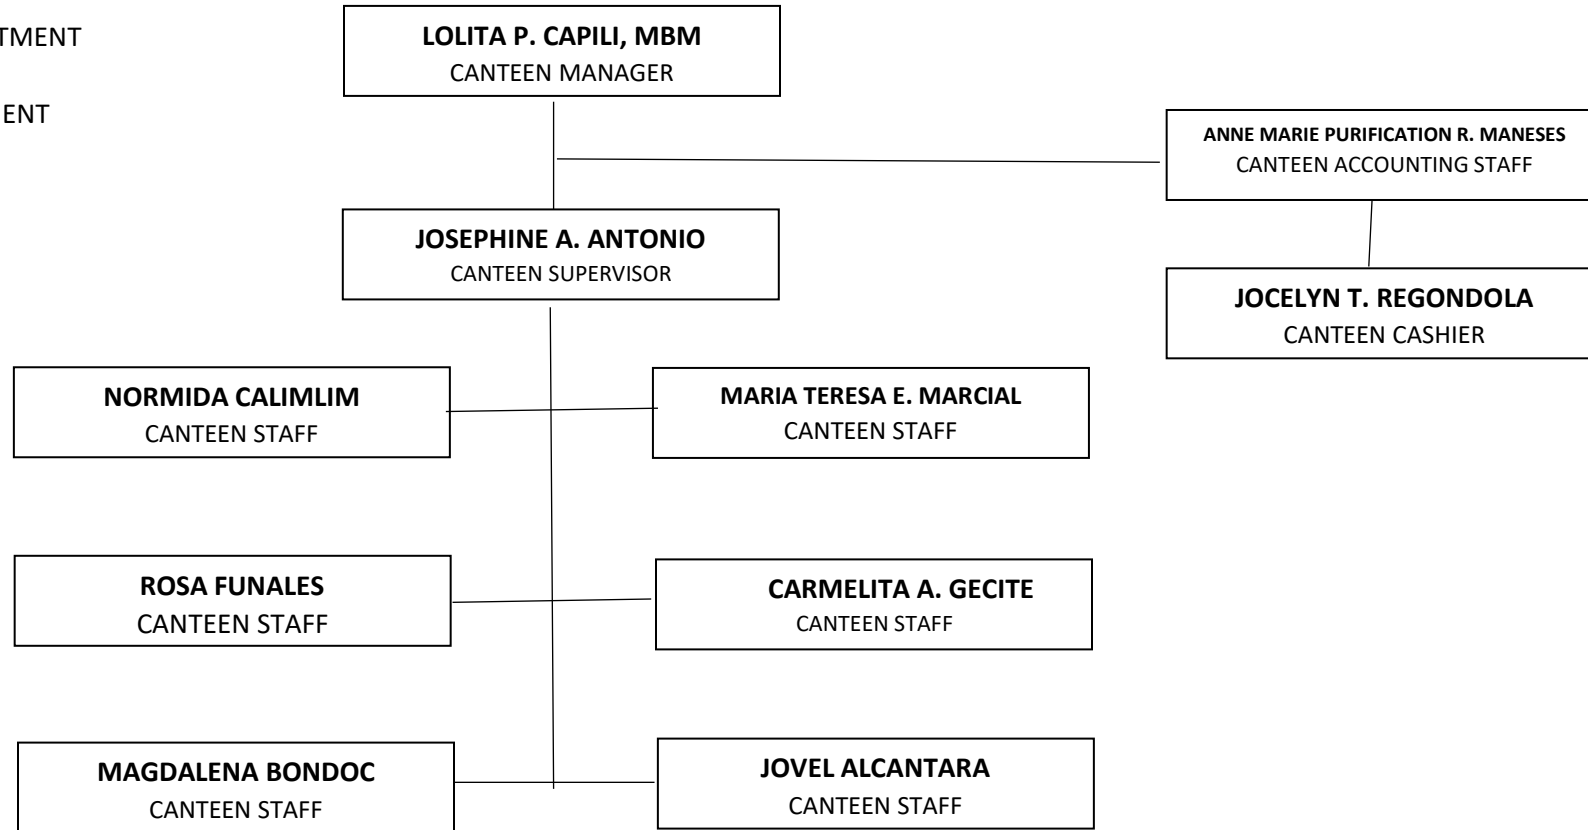 TMENT
ENT
LOLITA P. CAPILI, MBM
CANTEEN MANAGER
ANNE MARIE PURIFICATION R. MANESES
CANTEEN ACCOUNTING STAFF
JOSEPHINE A. ANTONIO
CANTEEN SUPERVISOR
JOCELYN T. REGONDOLA
CANTEEN CASHIER
NORMIDA CALIMLIM
CANTEEN STAFF
MARIA TERESA E. MARCIAL
CANTEEN STAFF
ROSA FUNALES
CANTEEN STAFF
CARMELITA A. GECITE
CANTEEN STAFF
MAGDALENA BONDOC
CANTEEN STAFF
JOVEL ALCANTARA
CANTEEN STAFF